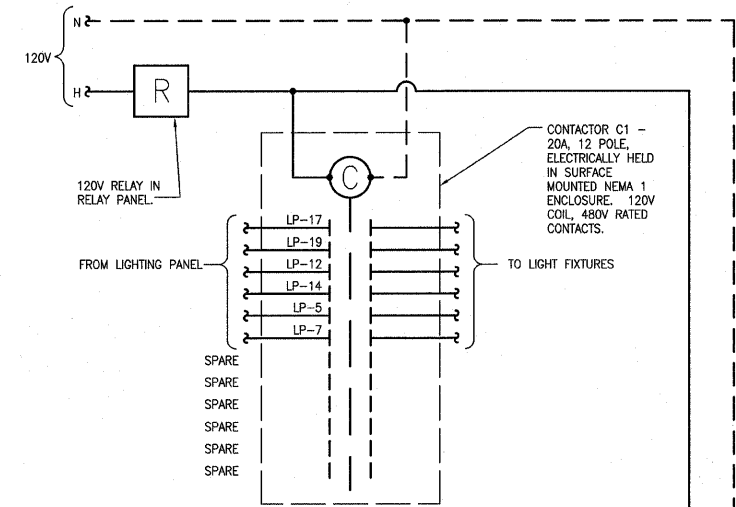 N
120V
H
R
120V RELAY IN
RELAY PANEL.
C
CONTACTOR C1 –
20A, 12 POLE,
ELECTRICALLY HELD
IN SURFACE
MOUNTED NEMA 1
ENCLOSURE. 120V
COIL, 480V RATED
CONTACTS.
FROM LIGHTING PANEL
LP–17
LP–19
LP–12
LP–14
LP–5
LP–7
TO LIGHT FIXTURES
SPARE
SPARE
SPARE
SPARE
SPARE
SPARE